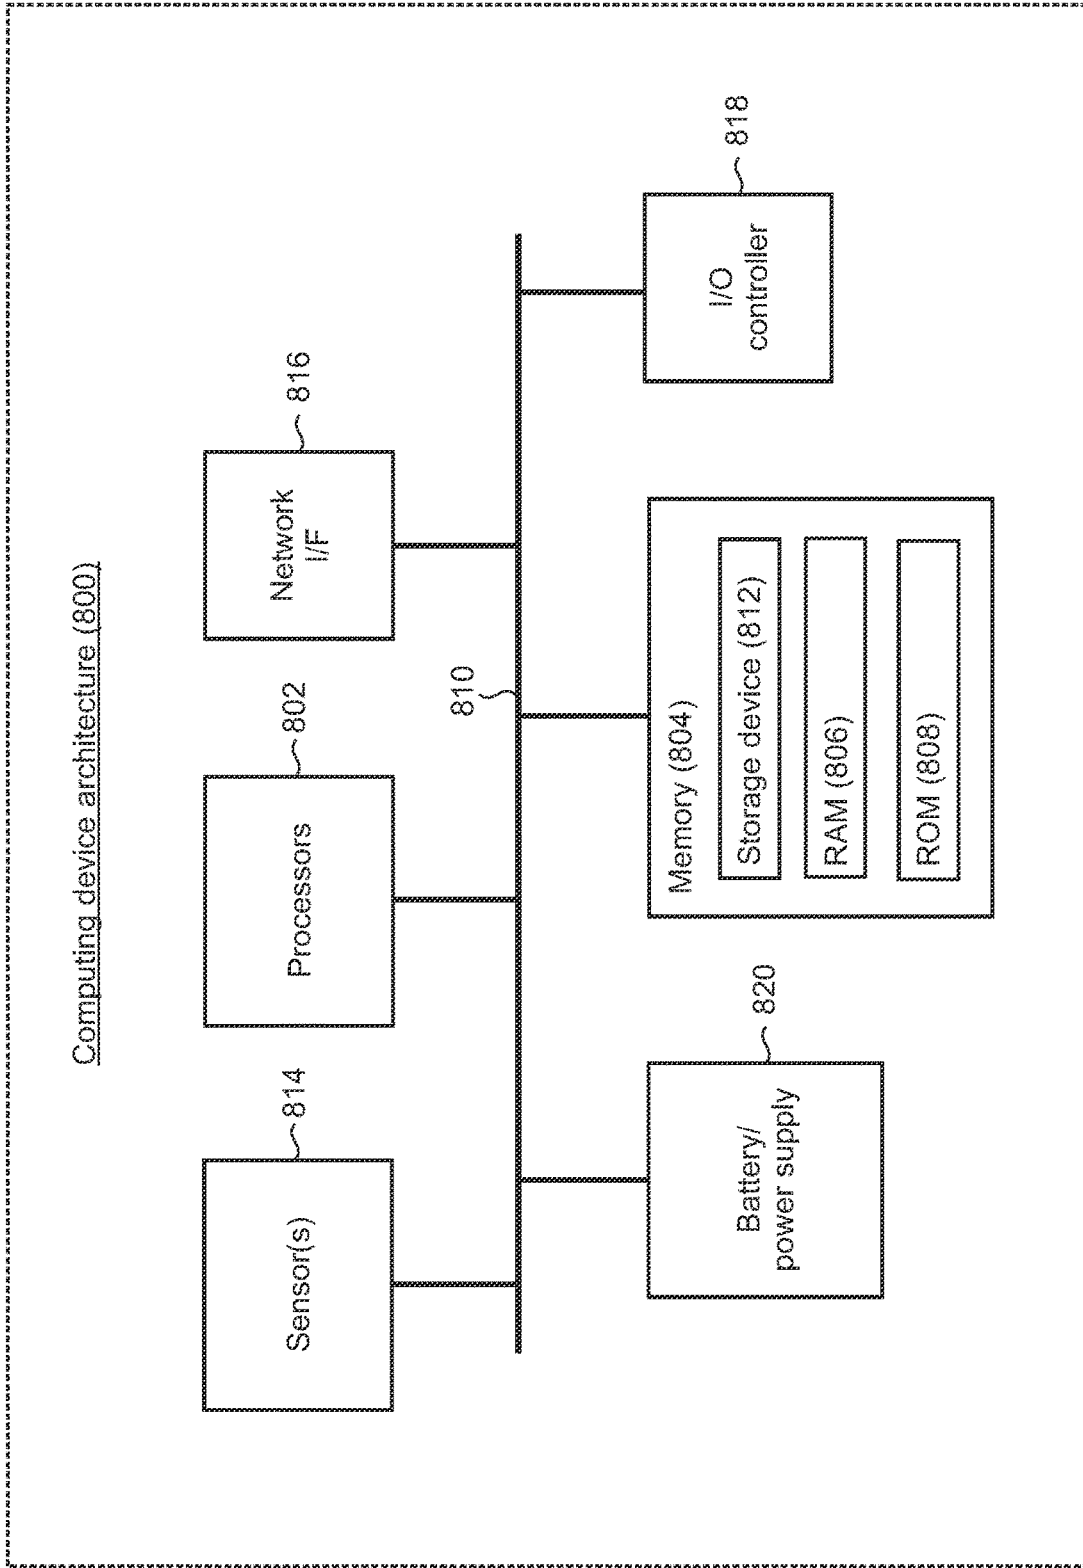 Computing device architecture (800)
Sensor(s)
814
Processors
802
Network
I/F
816
810
Battery/
power supply
820
Memory (804)
Storage device (812)
RAM (806)
ROM (808)
I/O
controller
818